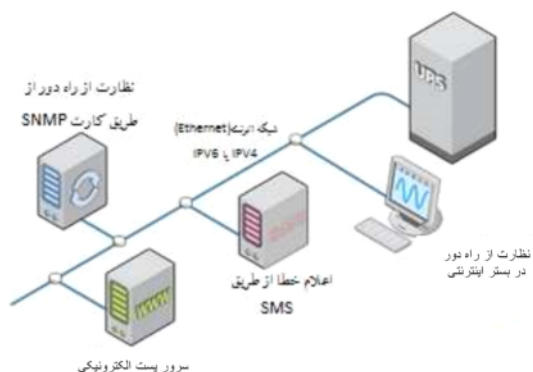 UPS
نظارت از راه دور از
طریق کارت SNMP
شبکه اترنت(Ethernet)
IPV4 یا IPV6
نظارت از راه دور
در بستر اینترنتی
اعلام خطا از طریق
SMS
WWW
سرور پست الکترونیکی